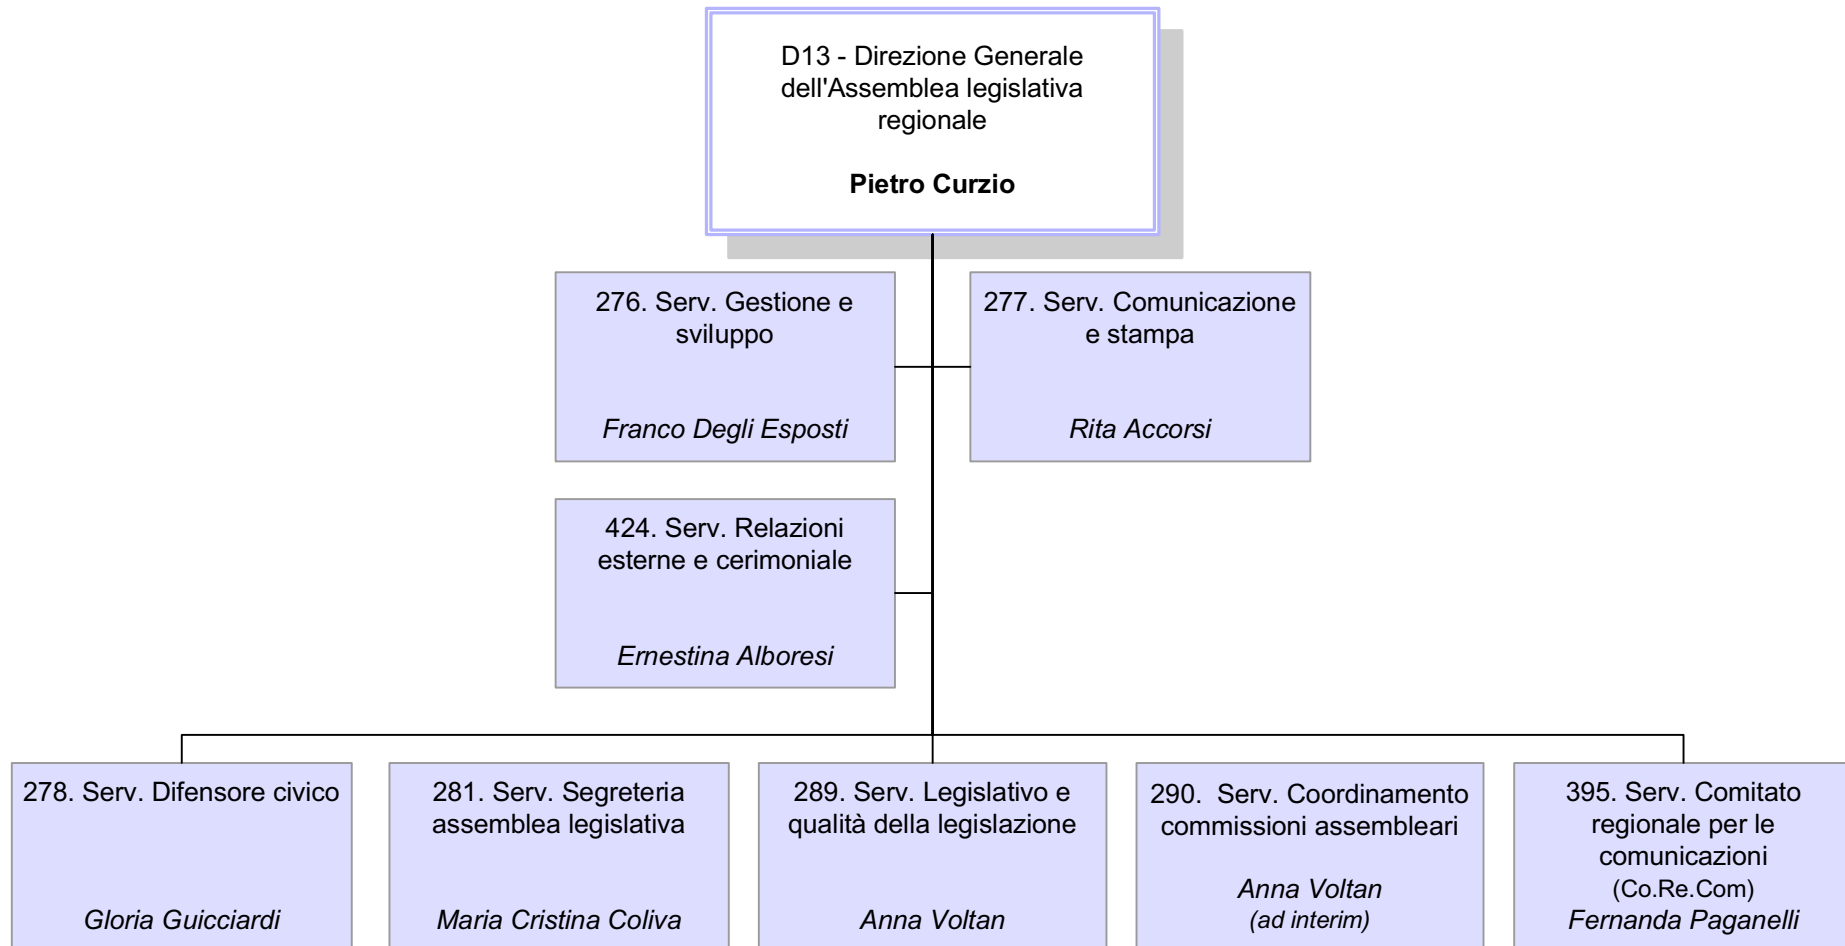 D13 - Direzione Generale
dell'Assemblea legislativa
regionale
Pietro Curzio
276. Serv. Gestione e
sviluppo
Franco Degli Esposti
277. Serv. Comunicazione
e stampa
Rita Accorsi
424. Serv. Relazioni
esterne e cerimoniale
Ernestina Alboresi
278. Serv. Difensore civico
Gloria Guicciardi
281. Serv. Segreteria
assemblea legislativa
Maria Cristina Coliva
289. Serv. Legislativo e
qualità della legislazione
Anna Voltan
290. Serv. Coordinamento
commissioni assembleari
Anna Voltan
(ad interim)
395. Serv. Comitato
regionale per le
comunicazioni
(Co.Re.Com)
Fernanda Paganelli